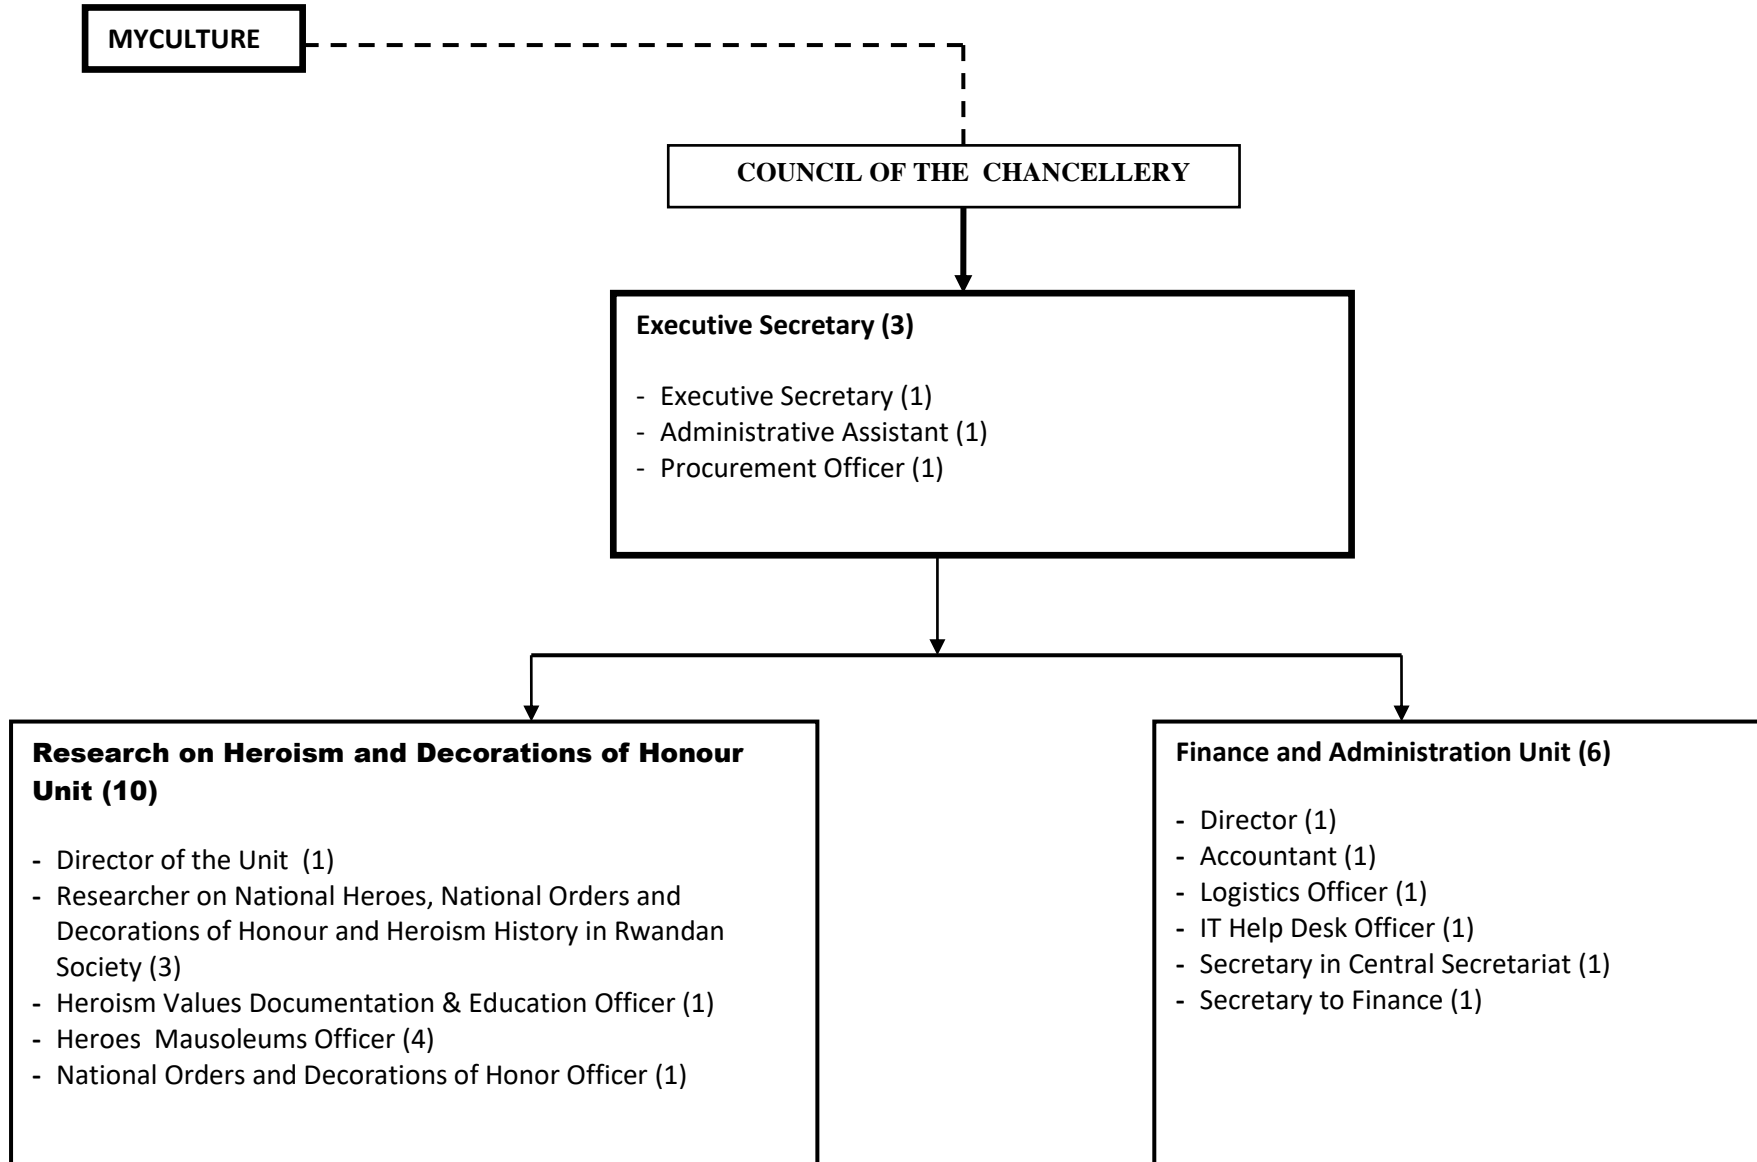 MYCULTURE
COUNCIL OF THE CHANCELLERY
Executive Secretary (3)
- Executive Secretary (1)
- Administrative Assistant (1)
- Procurement Officer (1)
Research on Heroism and Decorations of Honour
Unit (10)
- Director of the Unit (1)
- Researcher on National Heroes, National Orders and
Decorations of Honour and Heroism History in Rwandan
Society (3)
- Heroism Values Documentation & Education Officer (1)
- Heroes Mausoleums Officer (4)
- National Orders and Decorations of Honor Officer (1)
Finance and Administration Unit (6)
- Director (1)
- Accountant (1)
- Logistics Officer (1)
- IT Help Desk Officer (1)
- Secretary in Central Secretariat (1)
- Secretary to Finance (1)